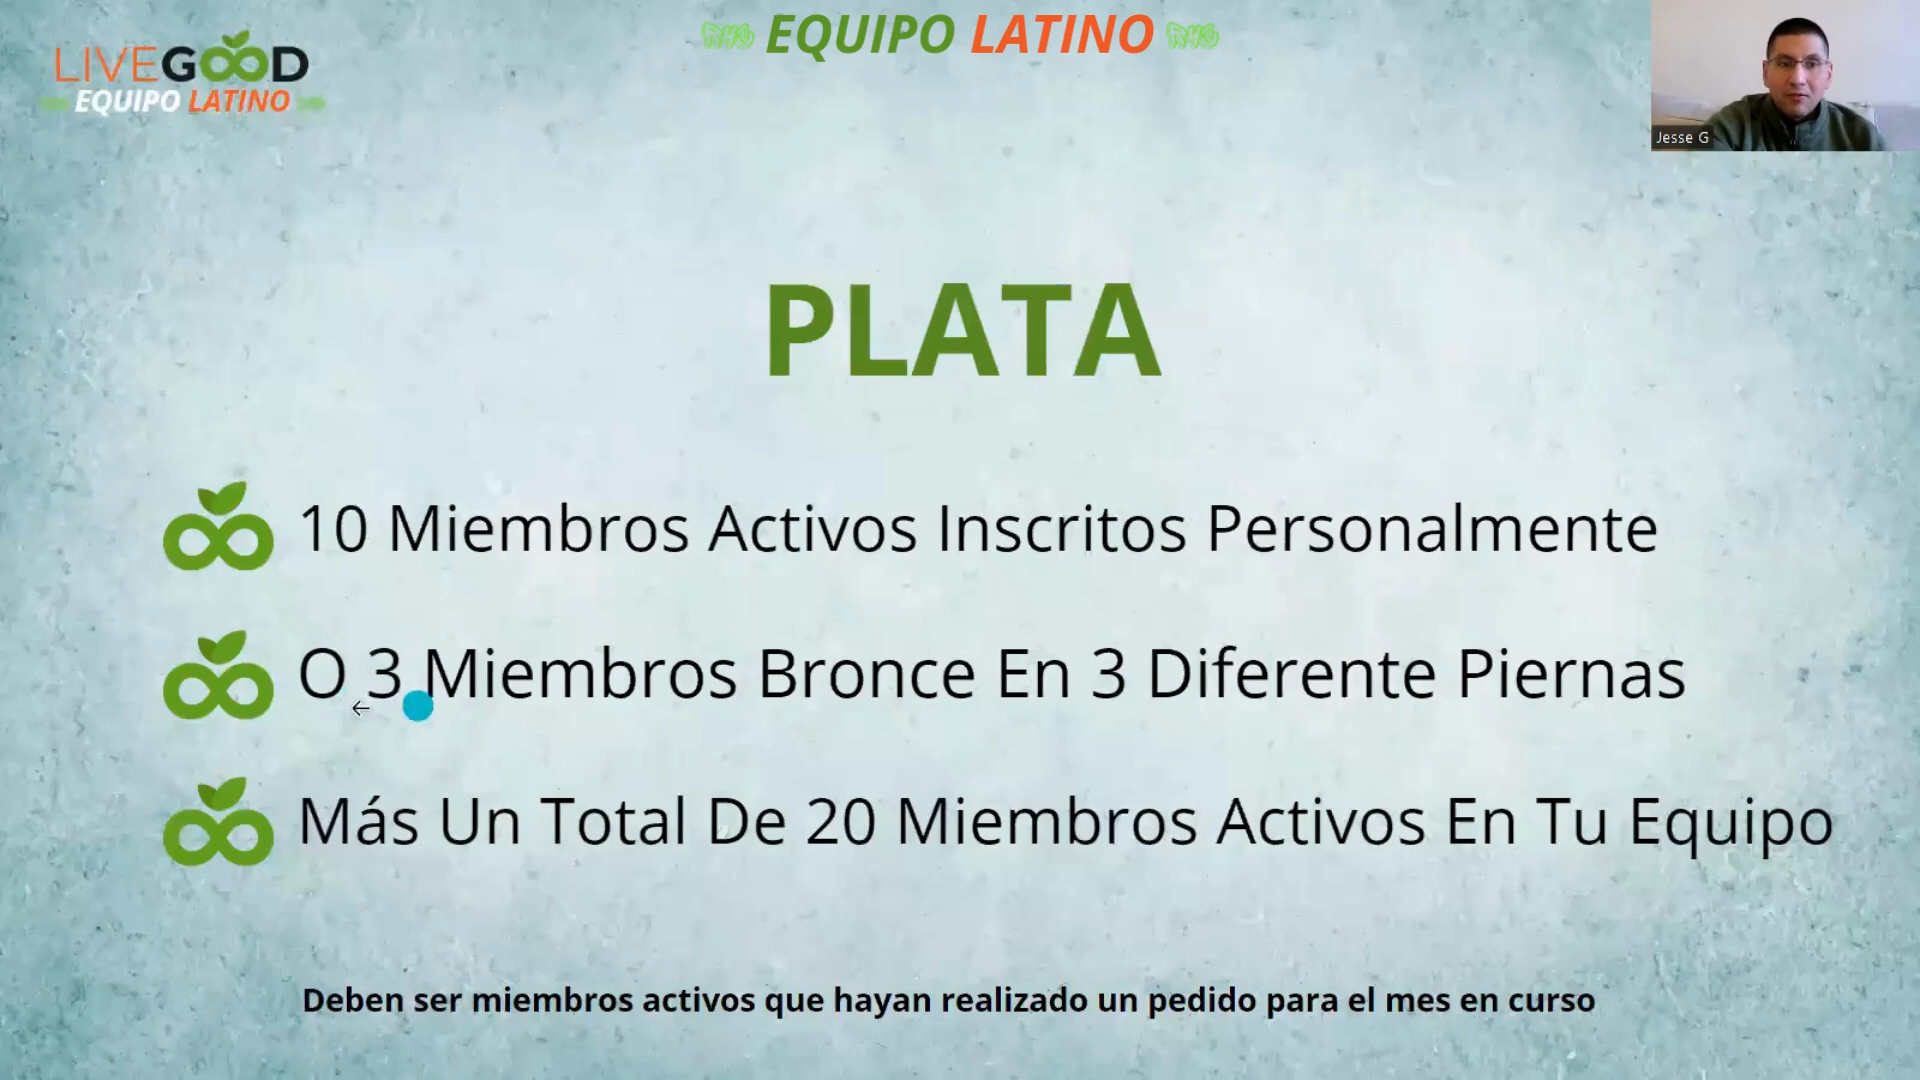 EQUIPO LATINO
LIVEGOOD
EQUIPO LATINO
Jesse G
PLATA
10 Miembros Activos Inscritos Personalmente
O 3 Miembros Bronce En 3 Diferente Piernas
Más Un Total De 20 Miembros Activos En Tu Equipo
Deben ser miembros activos que hayan realizado un pedido para el mes en curso